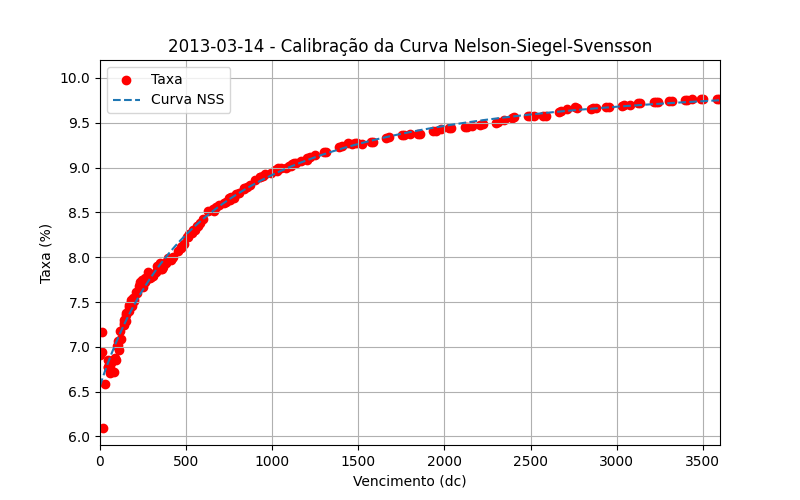 2013-03-14 - Calibração da Curva Nelson-Siegel-Svensson
Taxa
Curva NSS
10.0
9.5
9.0
8.5
8.0
7.5
7.0
6.5
6.0
Taxa (%)
0 500 1000 1500 2000 2500 3000 3500
Vencimento (dc)